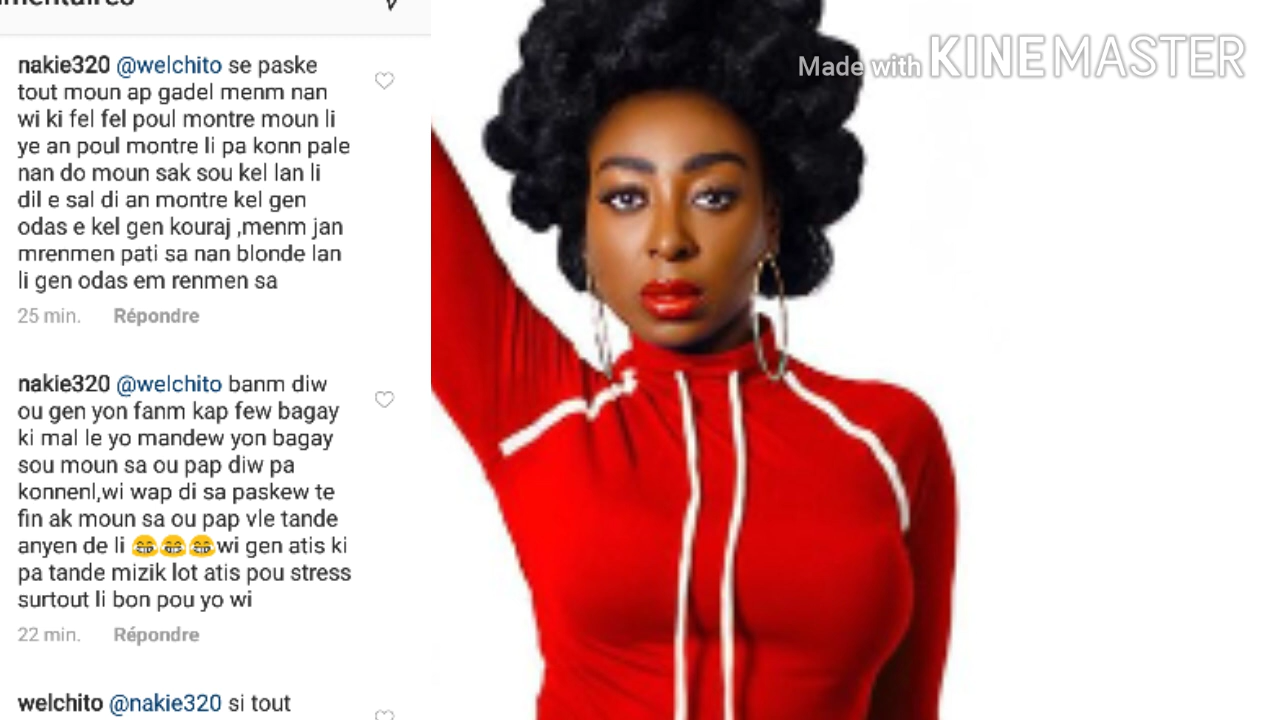 nakie320 @welchito se paske
tout moun ap gadel menm nan
wi ki fel fel poul montre moun li
ye an poul montre li pa konn pale
nan do moun sak sou kel lan li
dil e sal di an montre kel gen
odas e kel gen kouraj ,menm jan
mrenmen pati sa nan blonde lan
li gen odas em renmen sa
25 min. Répondre
nakie320 @welchito banm diw
ou gen yon fanm kap few bagay
ki mal le yo mandew yon bagay
sou moun sa ou pap diw pa
konnenl,wi wap di sa paskew te
fin ak moun sa ou pap vle tande
anyen de li 😂😂😂wi gen atis ki
pa tande mizik lot atis pou stress
surtout li bon pou yo wi
22 min. Répondre
welchito @nakie320 si tout
Made with KINEMASTER